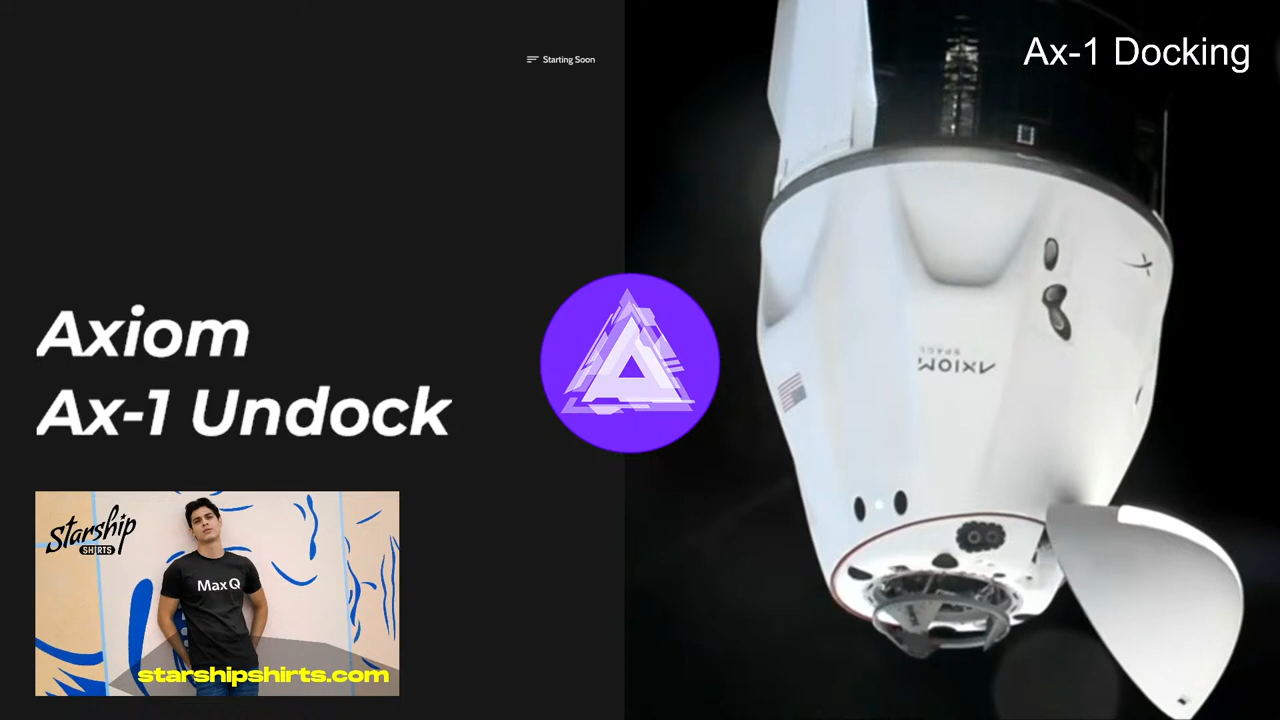 Starting Soon
Ax-1 Docking
Axiom
Ax-1 Undock
AXIOM
SPACE
Starship
SHIRTS
Max Q
starshipshirts.com